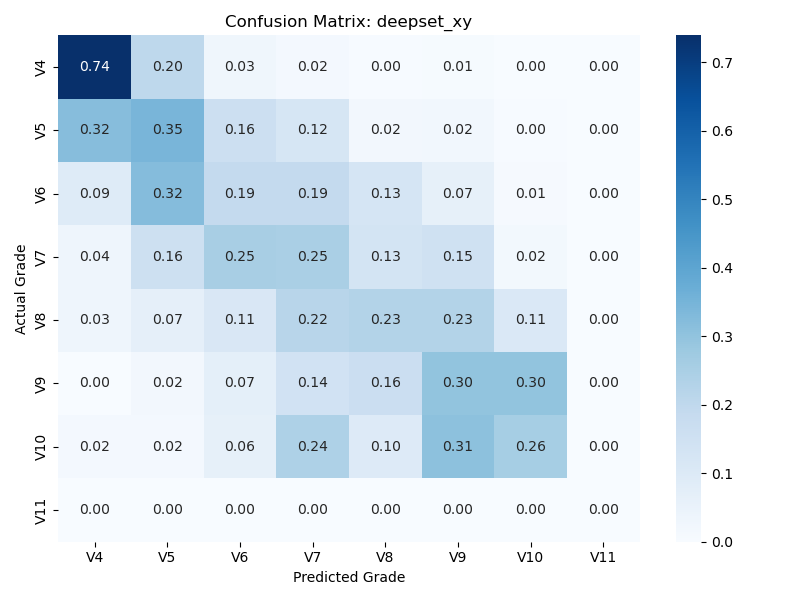 Confusion Matrix: deepset_xy
V4 0.74 0.20 0.03 0.02 0.00 0.01 0.00 0.00
V5 0.32 0.35 0.16 0.12 0.02 0.02 0.00 0.00
V6 0.09 0.32 0.19 0.19 0.13 0.07 0.01 0.00
V7 0.04 0.16 0.25 0.25 0.13 0.15 0.02 0.00
V8 0.03 0.07 0.11 0.22 0.23 0.23 0.11 0.00
V9 0.00 0.02 0.07 0.14 0.16 0.30 0.30 0.00
V10 0.02 0.02 0.06 0.24 0.10 0.31 0.26 0.00
V11 0.00 0.00 0.00 0.00 0.00 0.00 0.00 0.00
V4 V5 V6 V7 V8 V9 V10 V11
Predicted Grade
Actual Grade
0.7
0.6
0.5
0.4
0.3
0.2
0.1
0.0